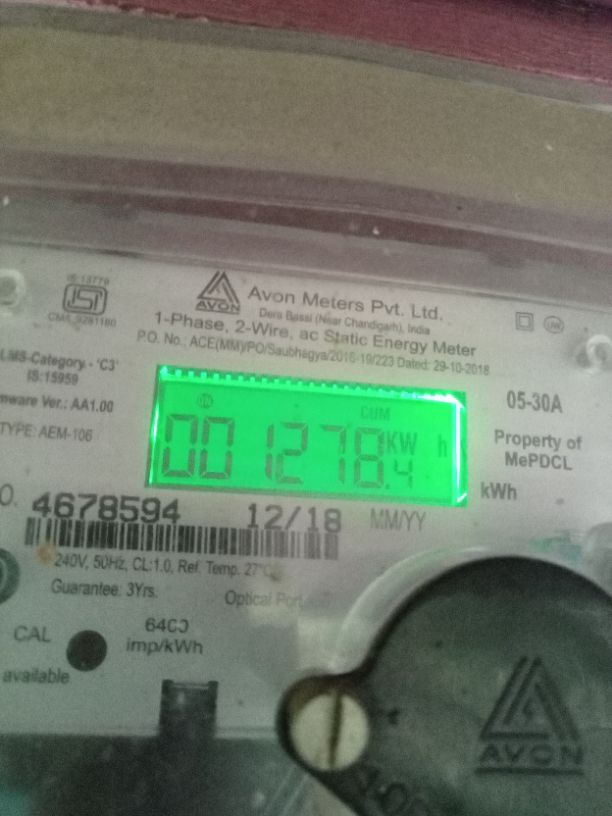 IS:13779
ISI
CM/L 9281180
AVON
Avon Meters Pvt. Ltd.
Dera Bassi (Near Chandigarh), India
1-Phase, 2-Wire, ac Static Energy Meter
P.O. No.: ACE(MM)/PO/Saubhagya/2016-19/223 Dated: 29-10-2018
LMS-Category - 'C3'
IS:15959
mware Ver.: AA1.00
TYPE: AEM-106
CUM
001278.4 KW h
05-30A
Property of
MePDCL
kWh
O. 4678594 12/18 MM/YY
240V, 50Hz, CL:1.0, Ref. Temp. 27°C
Guarantee: 3Yrs.
Optical Port
CAL
imp/kWh
available
AVON